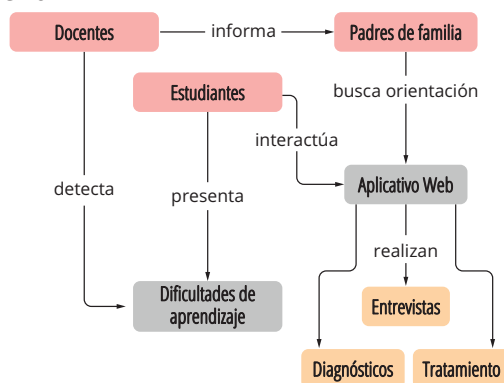 Docentes
informa
Padres de familia
Estudiantes
busca orientación
interactúa
detecta
presenta
Aplicativo Web
realizan
Dificultades de
aprendizaje
Entrevistas
Diagnósticos
Tratamiento